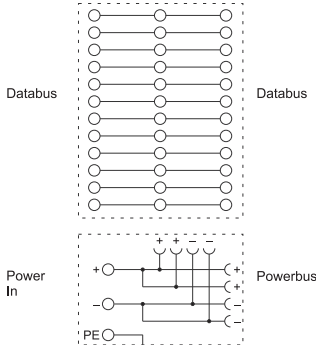 Databus Databus
+ + − −
+ +
+
Power In Powerbus
− −
−
PE